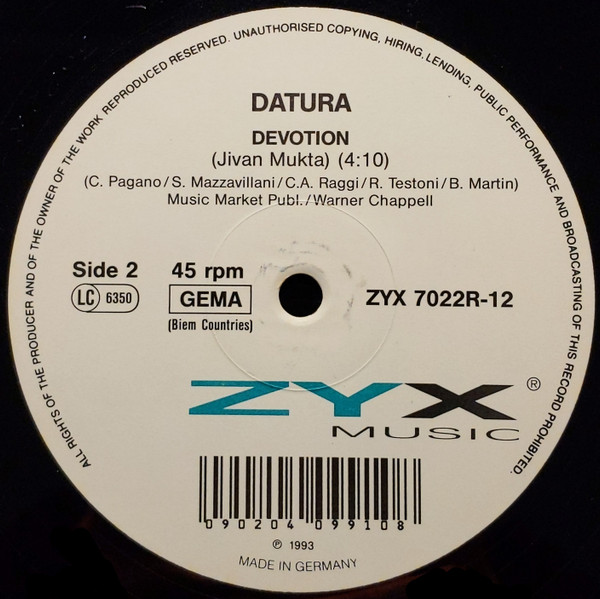 ALL RIGHTS OF THE PRODUCER AND OF THE OWNER OF THE WORK REPRODUCED RESERVED. UNAUTHORISED COPYING, HIRING, LENDING, PUBLIC PERFORMANCE AND BROADCASTING OF THIS RECORD PROHIBITED.
DATURA
DEVOTION
(Jivan Mukta) (4:10)
(C. Pagano/S. Mazzavillani/C.A. Raggi/R. Testoni/B. Martin)
Music Market Publ./Warner Chappell
Side 2 45 rpm
LC 6350 GEMA ZYX 7022R-12
(Biem Countries)
ZYX ®
MUSIC
090204 099108
℗ 1993
MADE IN GERMANY